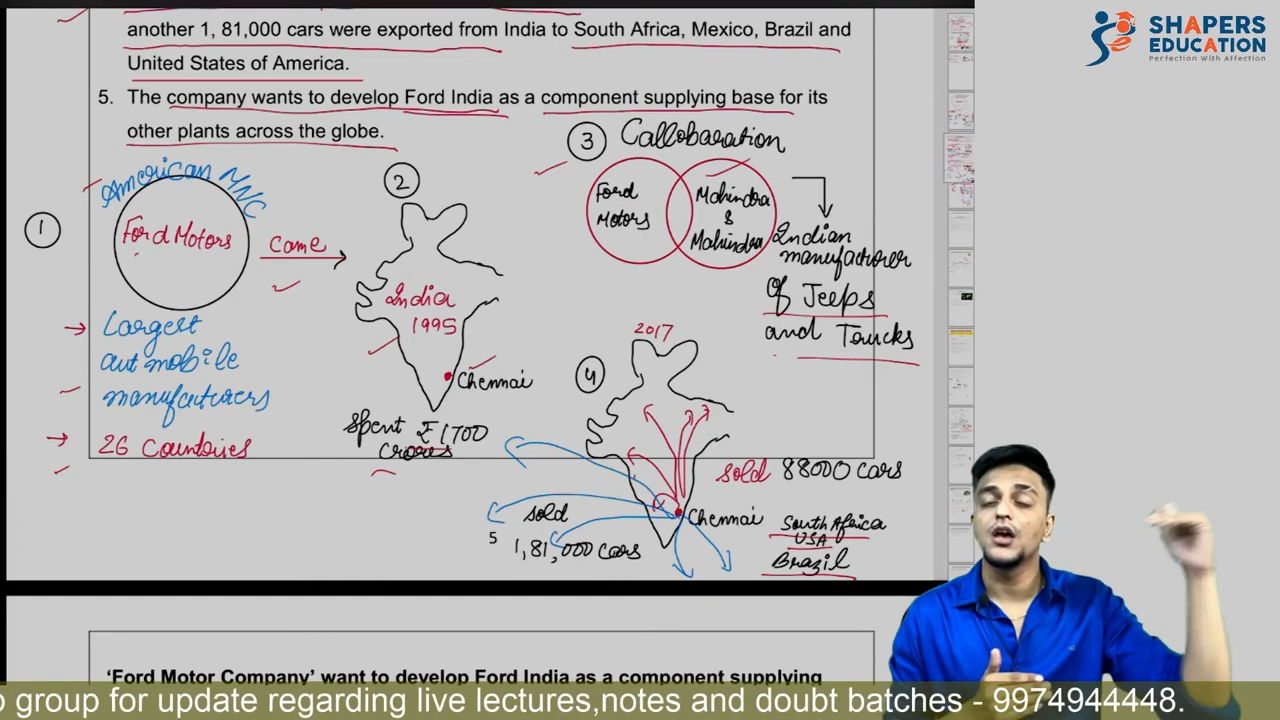 SHAPERS
EDUCATION
Perfection With Affection
another 1, 81,000 cars were exported from India to South Africa, Mexico, Brazil and
United States of America.
5. The company wants to develop Ford India as a component supplying base for its
other plants across the globe.
1
American MNC
Ford Motors
came
Largest
automobile
manufacturers
26 Countries
2
India
1995
Chennai
Spent ₹1700
crores
3 Callobaration
Ford
Motors
Mahindra
&
Mahindra
Indian
manufacturer
of Jeeps
and Trucks
4
2017
sold 88000 cars
Chennai
sold
5
1,81,000 cars
South Africa
USA
Brazil
‘Ford Motor Company’ want to develop Ford India as a component supplying
group for update regarding live lectures,notes and doubt batches - 9974944448.